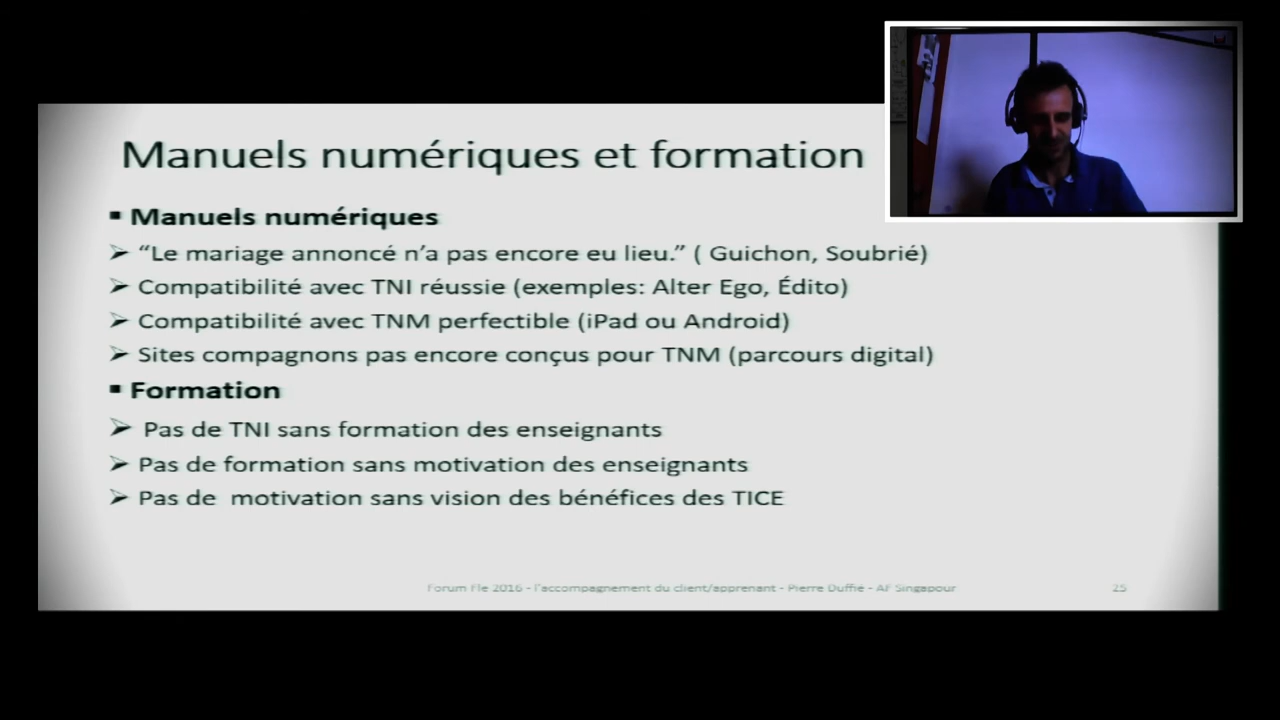 Manuels numériques et formation
▪ Manuels numériques
➢ “Le mariage annoncé n’a pas encore eu lieu.” ( Guichon, Soubrié)
➢ Compatibilité avec TNI réussie (exemples: Alter Ego, Édito)
➢ Compatibilité avec TNM perfectible (iPad ou Android)
➢ Sites compagnons pas encore conçus pour TNM (parcours digital)
▪ Formation
➢ Pas de TNI sans formation des enseignants
➢ Pas de formation sans motivation des enseignants
➢ Pas de motivation sans vision des bénéfices des TICE
Forum Fle 2016 - l'accompagnement du client/apprenant - Pierre Duffié - AF Singapour 25